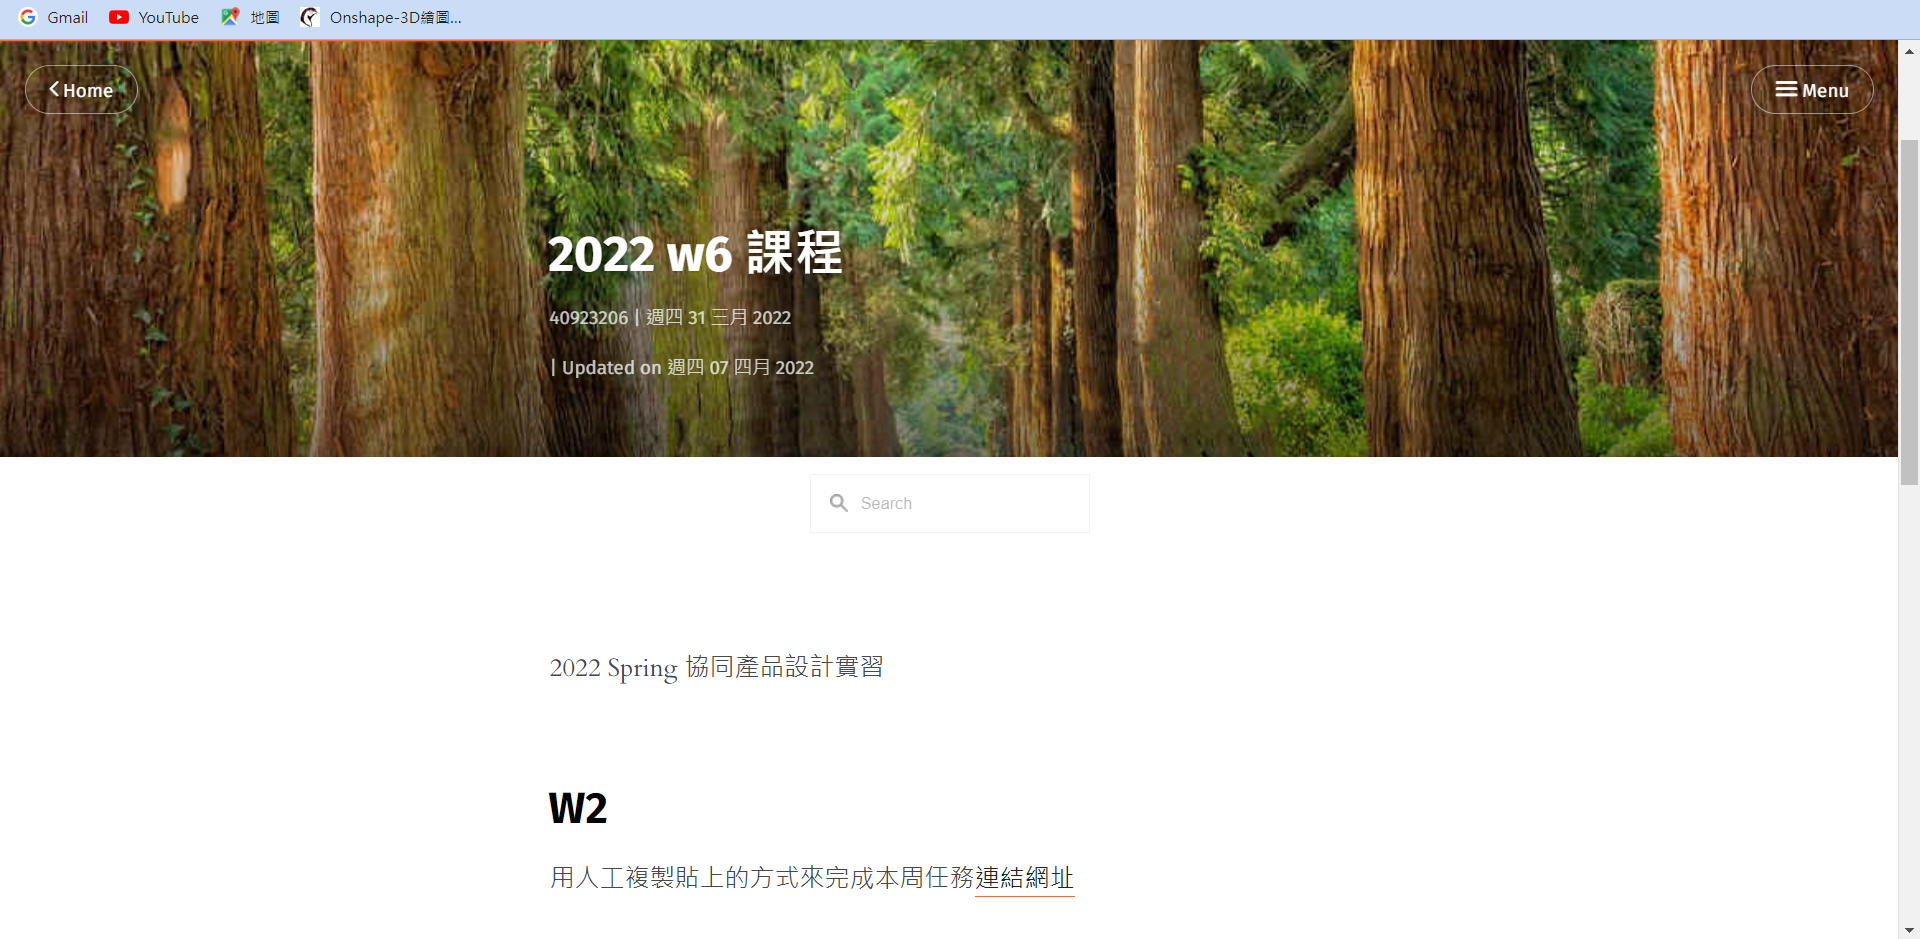 Gmail YouTube 地圖 Onshape-3D繪圖...
Home
Menu
2022 w6 課程
40923206 | 週四 31 三月 2022
| Updated on 週四 07 四月 2022
Search
2022 Spring 協同產品設計實習
W2
用人工複製貼上的方式來完成本周任務連結網址